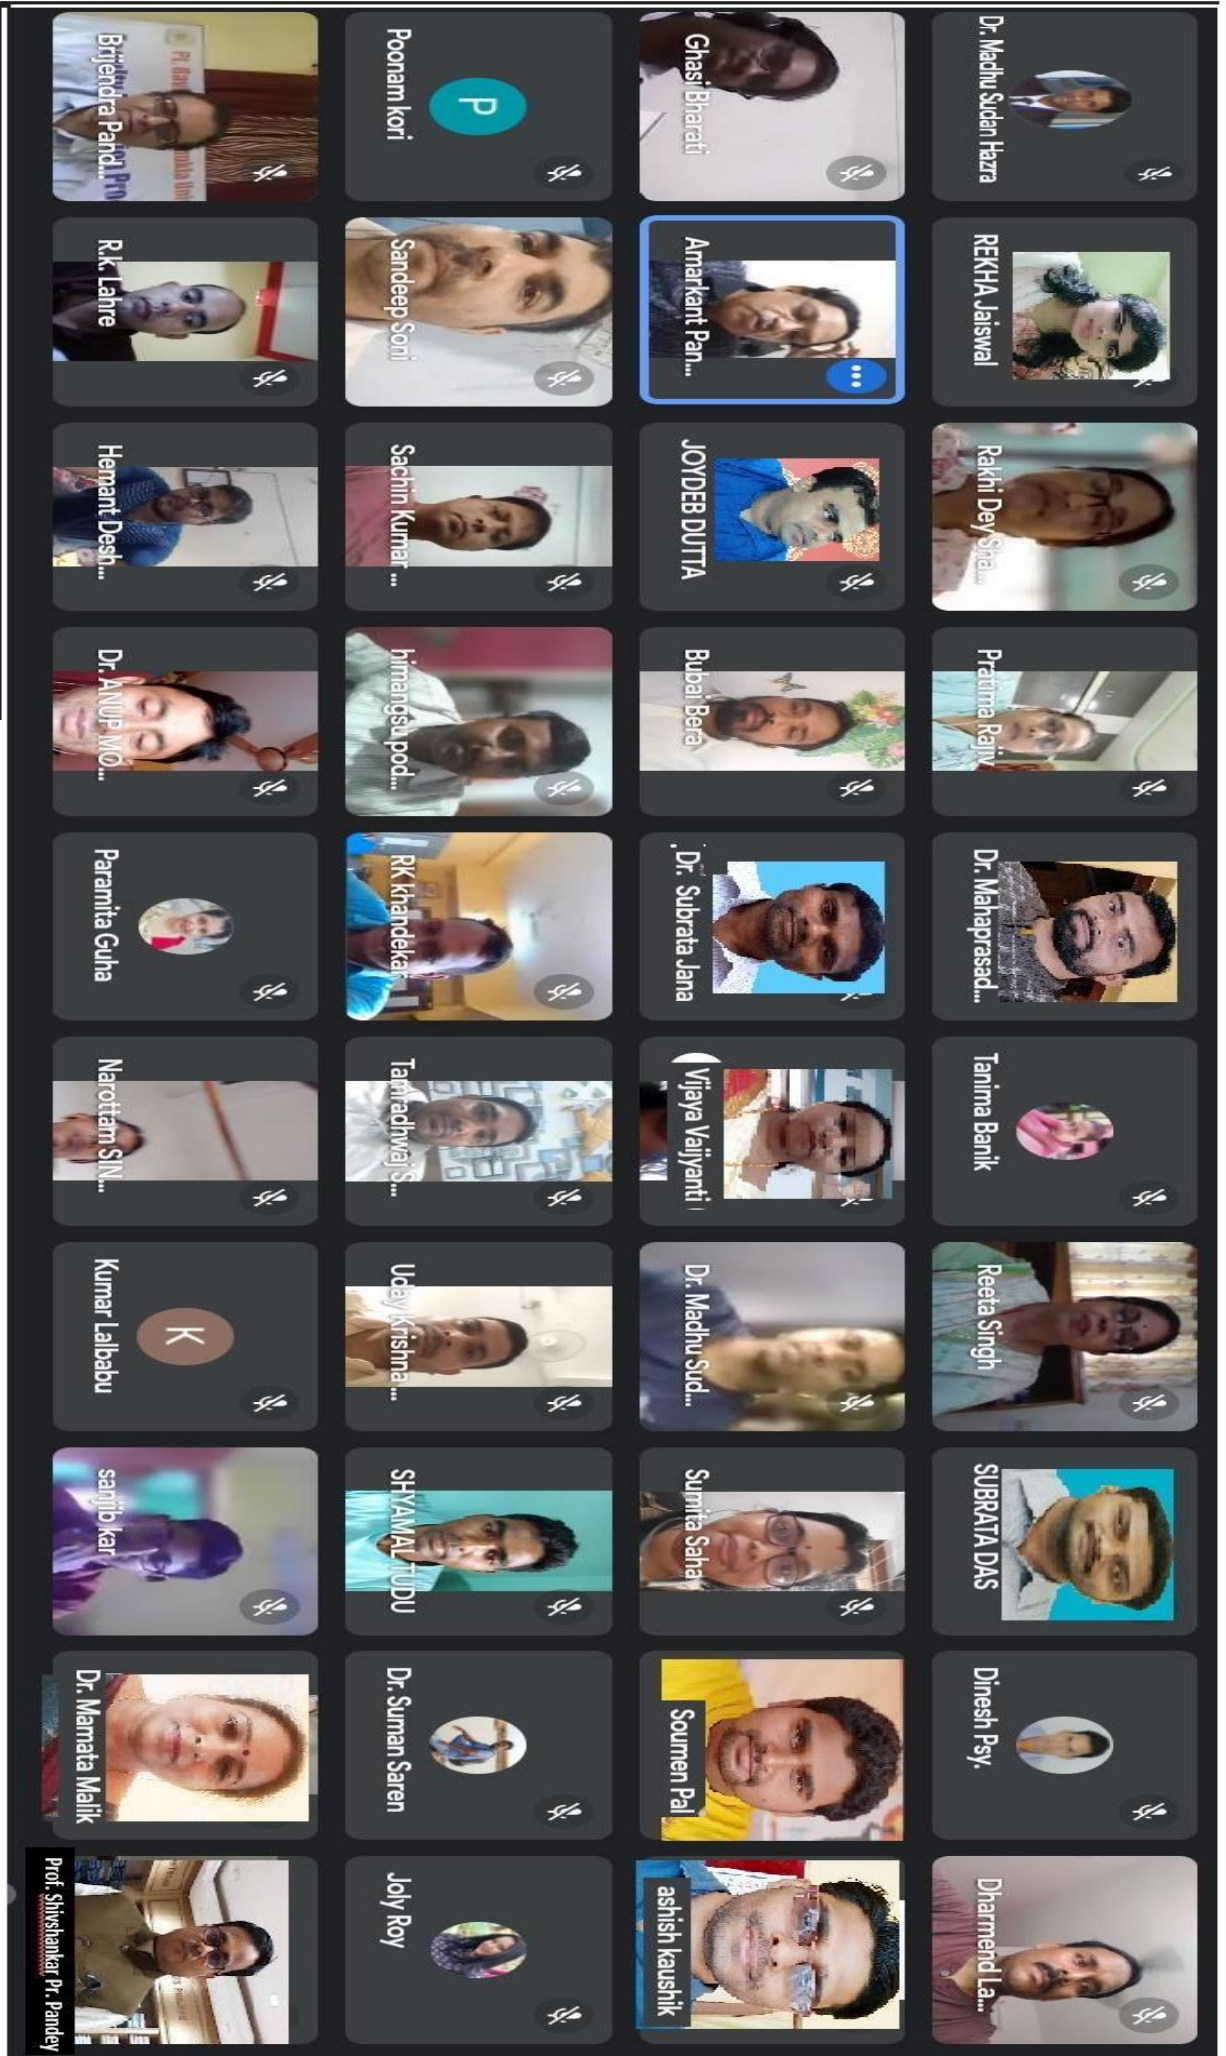 Dr. Madhu Sudan Hazra
REKHA Jaiswal
Rakhi Dey Sha...
Pratima Rajiv
Dr. Mahaprasad...
Tanima Banik
Reeta Singh
SUBRATA DAS
Dinesh Psy.
Dharmend La...
Ghasi Bharati
Amarkant Pan...
JOYDEB DUTTA
Bubai Bera
Dr. Subrata Jana
Vijaya Vaijyanti
Dr. Madhu Sud...
Sumita Saha
Soumen Pal
ashish kaushik
P
Poonam kori
Sandeep Soni
Sachin Kumar ...
himangsu pod...
RK khandekar
Tamradhwaj S...
Uday Krishna ...
SHYAMAL TUDU
Dr. Suman Saren
Joly Roy
Brijendra Pand...
R.k. Lahre
Hemant Desh...
Dr. ANUP MO...
Paramita Guha
Narottam SIN...
K
Kumar Lalbabu
sanjib kar
Dr. Mamata Malik
Prof. Shivshankar Pr. Pandey